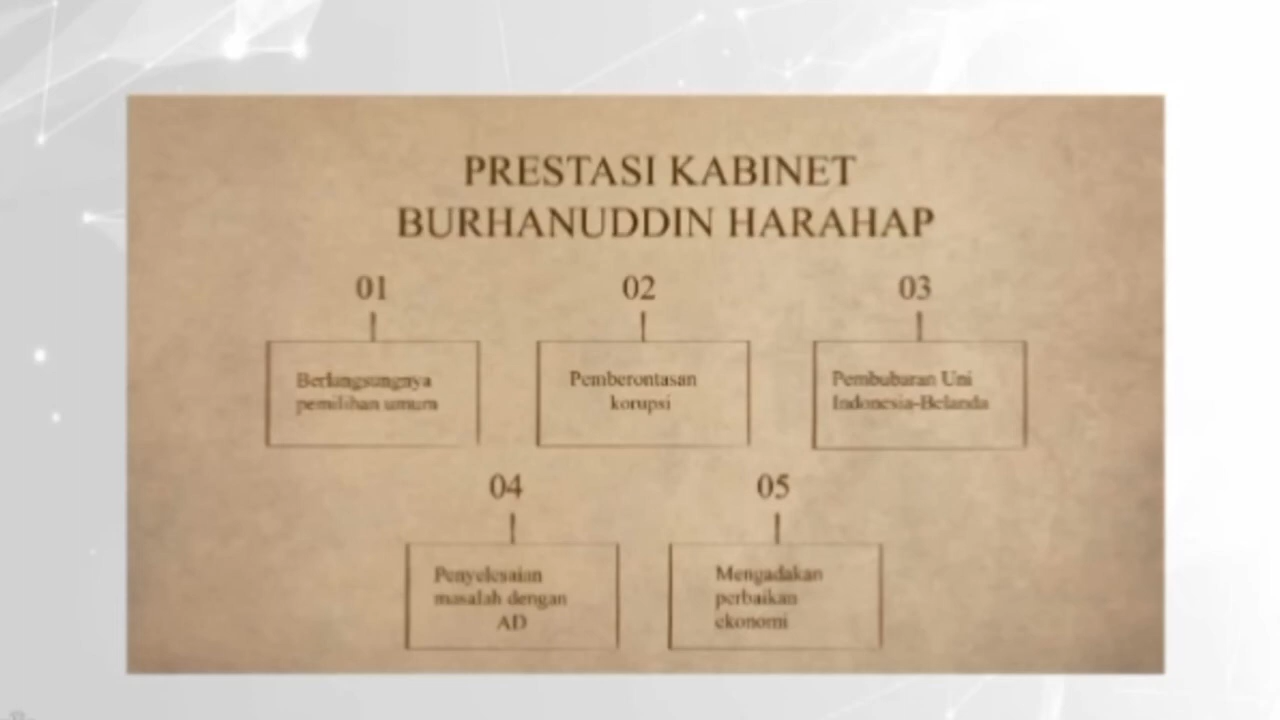 PRESTASI KABINET
BURHANUDDIN HARAHAP
01
02
03
Berlangsungnya
pemilihan umum
Pemberontasan
korupsi
Pembubaran Uni
Indonesia-Belanda
04
05
Penyelesaian
masalah dengan
AD
Mengadakan
perbaikan
ekonomi